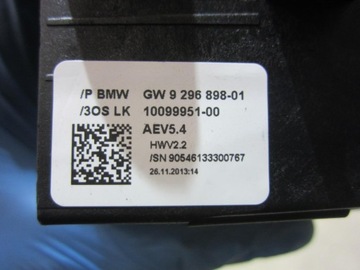 /P BMW GW 9 296 898-01
/3OS LK 10099951-00
AEV5.4
HWV2.2
/SN 90546133300767
26.11.2013:14